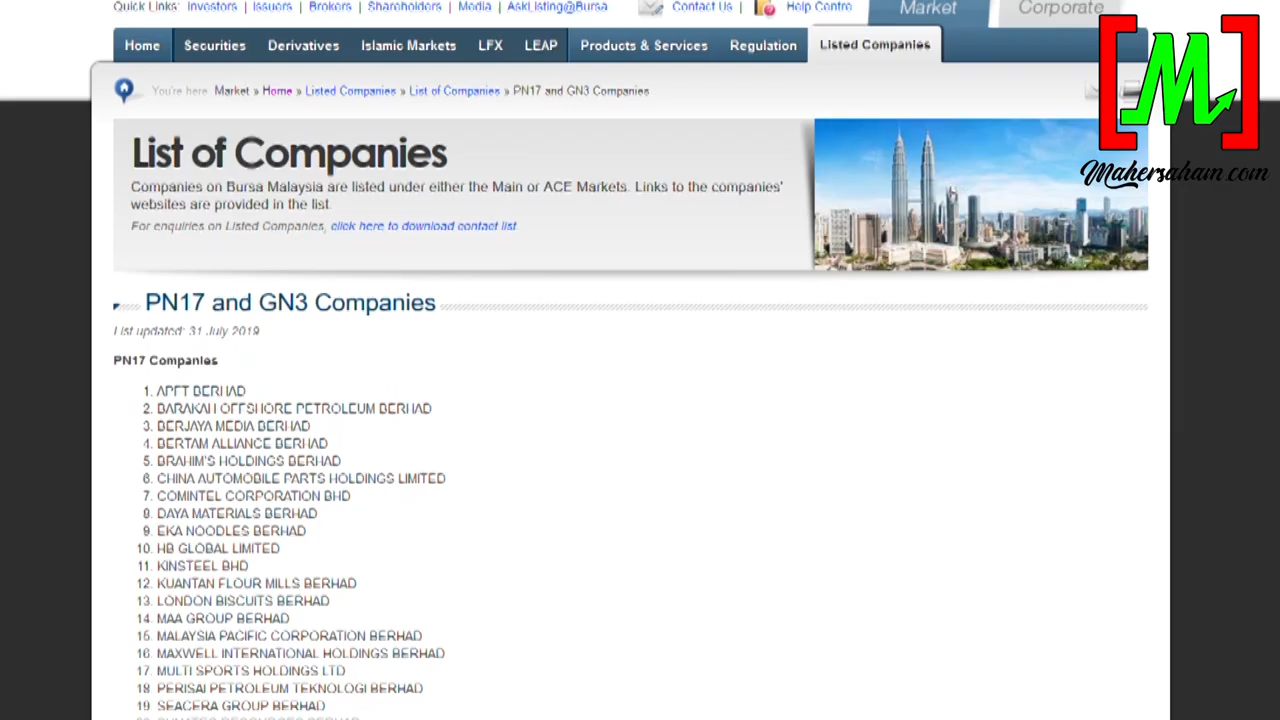 Quick Links: Investors | Issuers | Brokers | Shareholders | Media | AskListing@Bursa Contact Us | Help Centre Market Corporate
Home Securities Derivatives Islamic Markets LFX LEAP Products & Services Regulation Listed Companies
You're here Market » Home » Listed Companies » List of Companies » PN17 and GN3 Companies
Mahersaham.com
List of Companies
Companies on Bursa Malaysia are listed under either the Main or ACE Markets. Links to the companies'
websites are provided in the list.
For enquiries on Listed Companies, click here to download contact list
PN17 and GN3 Companies
List updated: 31 July 2019
PN17 Companies
1. APFT BERHAD
2. BARAKAH OFFSHORE PETROLEUM BERHAD
3. BERJAYA MEDIA BERHAD
4. BERTAM ALLIANCE BERHAD
5. BRAHIM'S HOLDINGS BERHAD
6. CHINA AUTOMOBILE PARTS HOLDINGS LIMITED
7. COMINTEL CORPORATION BHD
8. DAYA MATERIALS BERHAD
9. EKA NOODLES BERHAD
10. HB GLOBAL LIMITED
11. KINSTEEL BHD
12. KUANTAN FLOUR MILLS BERHAD
13. LONDON BISCUITS BERHAD
14. MAA GROUP BERHAD
15. MALAYSIA PACIFIC CORPORATION BERHAD
16. MAXWELL INTERNATIONAL HOLDINGS BERHAD
17. MULTI SPORTS HOLDINGS LTD
18 PERISAI PETROLEUM TEKNOLOGI BERHAD
19 SEACERA GROUP BERHAD